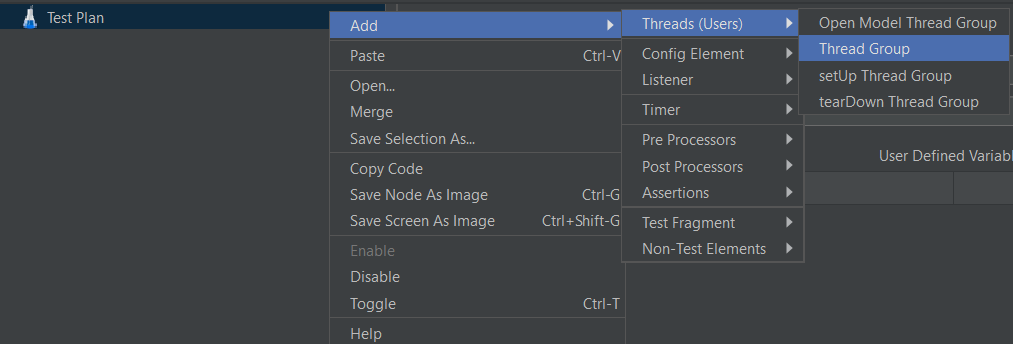 Test Plan
Add
Paste Ctrl-V
Open...
Merge
Save Selection As...
Copy Code
Save Node As Image Ctrl-G
Save Screen As Image Ctrl+Shift-G
Enable
Disable
Toggle Ctrl-T
Help
Threads (Users)
Config Element
Listener
Timer
Pre Processors
Post Processors
Assertions
Test Fragment
Non-Test Elements
Open Model Thread Group
Thread Group
setUp Thread Group
tearDown Thread Group
User Defined Variabl